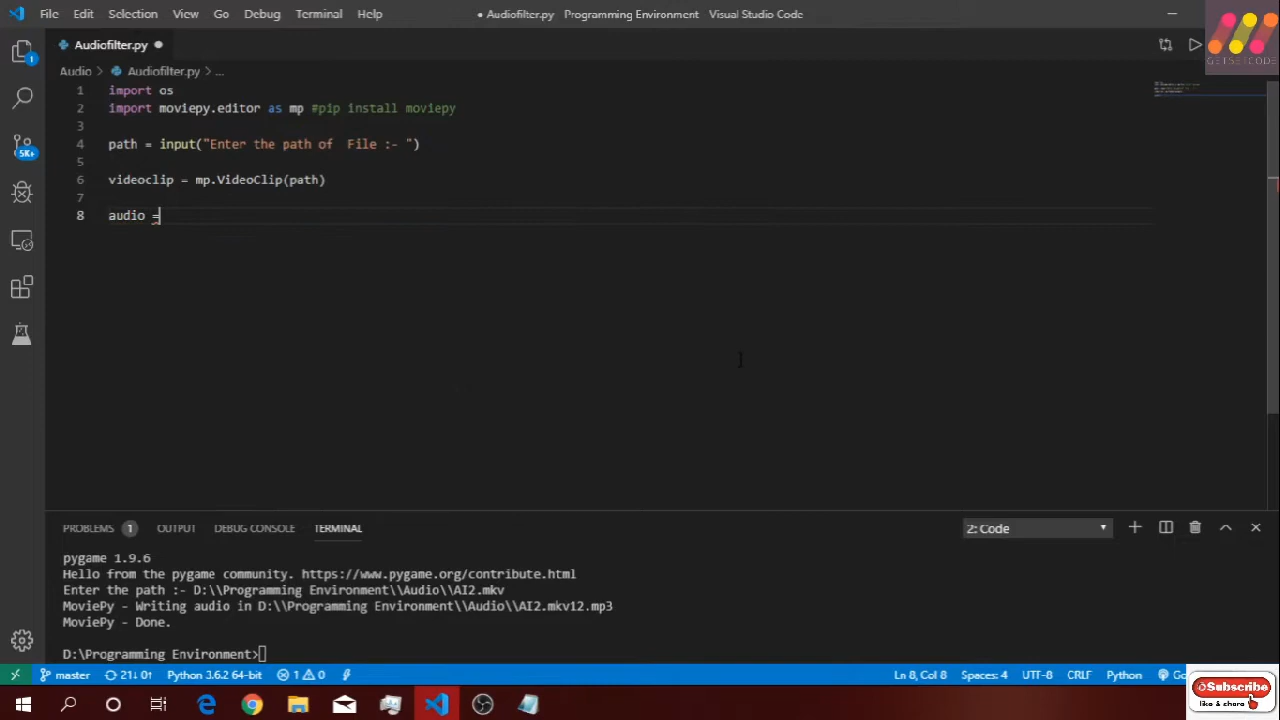 File Edit Selection View Go Debug Terminal Help
● Audiofilter.py Programming Environment Visual Studio Code
GETSETCODE
1
Audiofilter.py
Audio > Audiofilter.py > ...
1 import os
2 import moviepy.editor as mp #pip install moviepy
3
4 path = input("Enter the path of  File :- ")
5
6 videoclip = mp.VideoClip(path)
7
8 audio =
5K+
PROBLEMS 1 OUTPUT DEBUG CONSOLE TERMINAL 2: Code
pygame 1.9.6
Hello from the pygame community. https://www.pygame.org/contribute.html
Enter the path :- D:\\Programming Environment\\Audio\\AI2.mkv
MoviePy - Writing audio in D:\\Programming Environment\\Audio\\AI2.mkv12.mp3
MoviePy - Done.
D:\Programming Environment>
master 21↓ 0↑ Python 3.6.2 64-bit 1 0 Ln 8, Col 8 Spaces: 4 UTF-8 CRLF Python Go
Subscribe
like & share